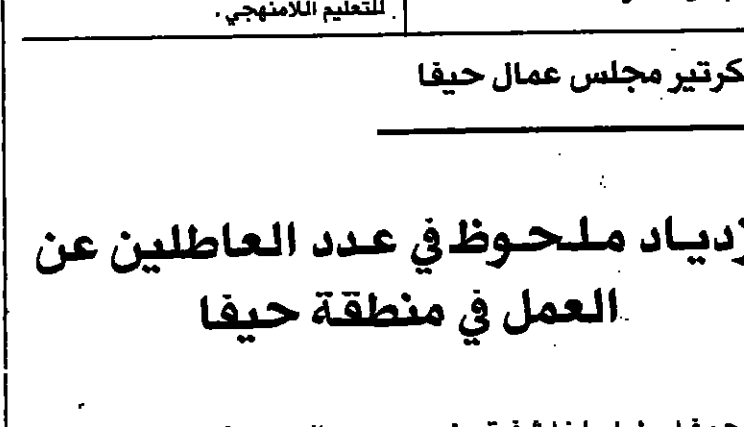 للتعليم اللامنهجي .
كرتير مجلس عمال حيفا
زدياد ملحوظ في عدد العاطلين عن
العمل في منطقة حيفا